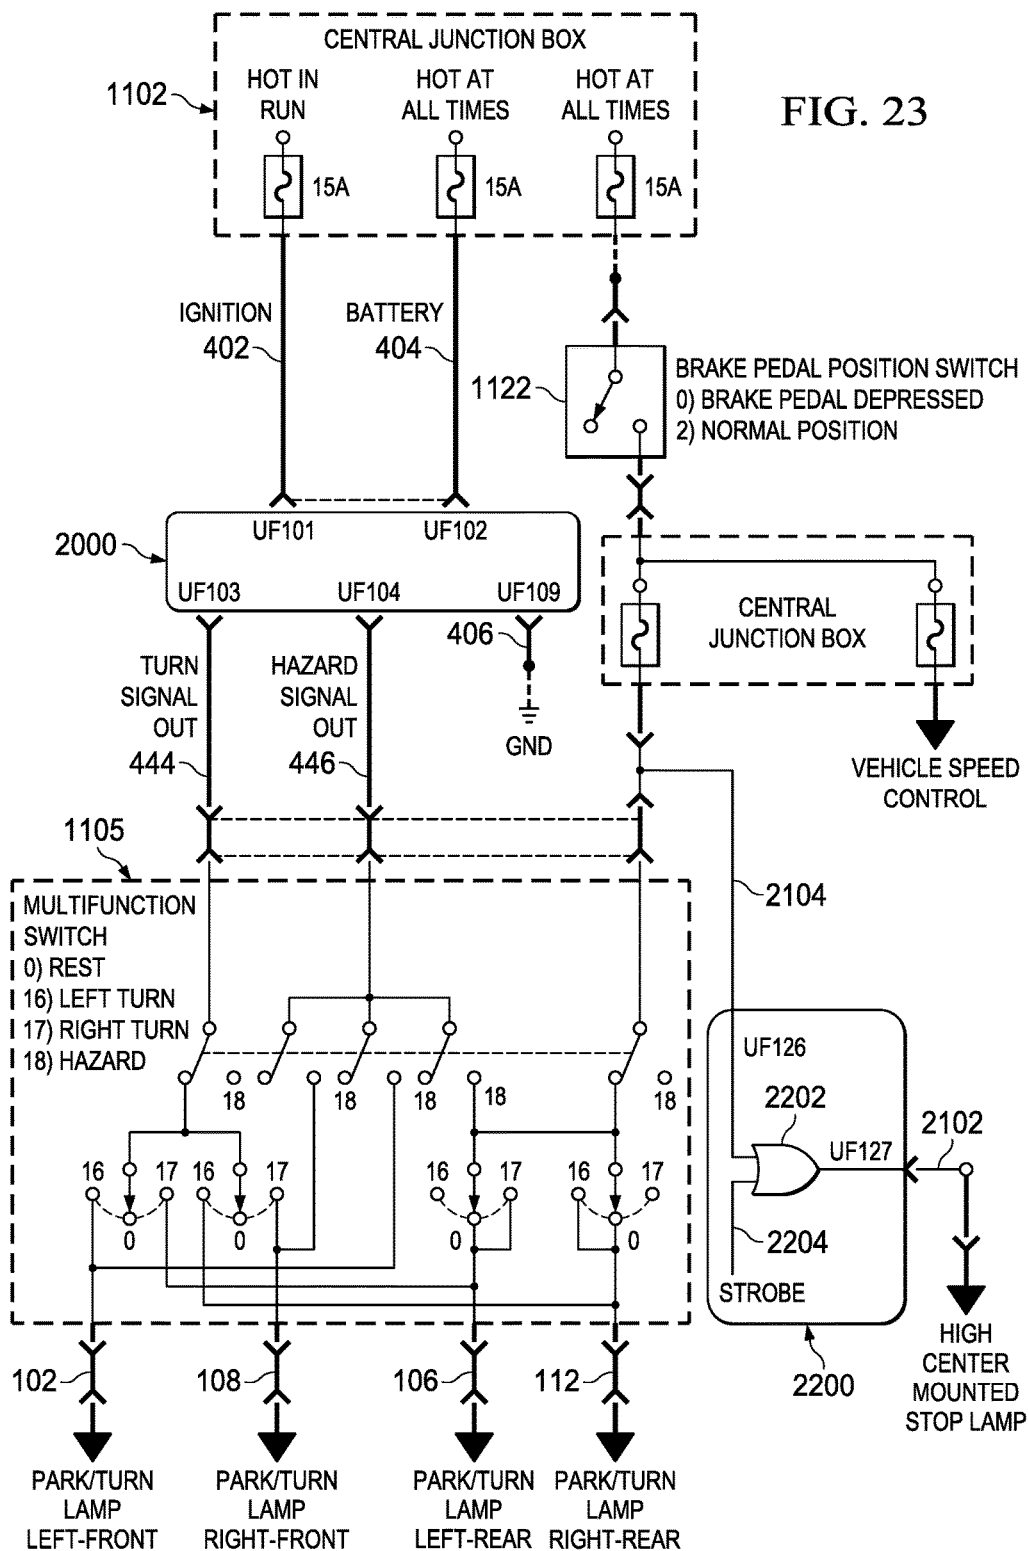 CENTRAL JUNCTION BOX
HOT IN
RUN
HOT AT
ALL TIMES
HOT AT
ALL TIMES
1102
FIG. 23
15A
15A
15A
IGNITION
402
BATTERY
404
1122
BRAKE PEDAL POSITION SWITCH
0) BRAKE PEDAL DEPRESSED
2) NORMAL POSITION
UF101
UF102
2000
UF103
UF104
UF109
406
CENTRAL
JUNCTION BOX
TURN
SIGNAL
OUT
444
HAZARD
SIGNAL
OUT
446
GND
VEHICLE SPEED
CONTROL
1105
MULTIFUNCTION
SWITCH
0) REST
16) LEFT TURN
17) RIGHT TURN
18) HAZARD
2104
UF126
18
18
18
18
18
2202
2102
UF127
16
17
16
17
16
17
16
17
0
0
0
0
2204
STROBE
102
108
106
112
2200
HIGH
CENTER
MOUNTED
STOP LAMP
PARK/TURN
LAMP
LEFT-FRONT
PARK/TURN
LAMP
RIGHT-FRONT
PARK/TURN
LAMP
LEFT-REAR
PARK/TURN
LAMP
RIGHT-REAR